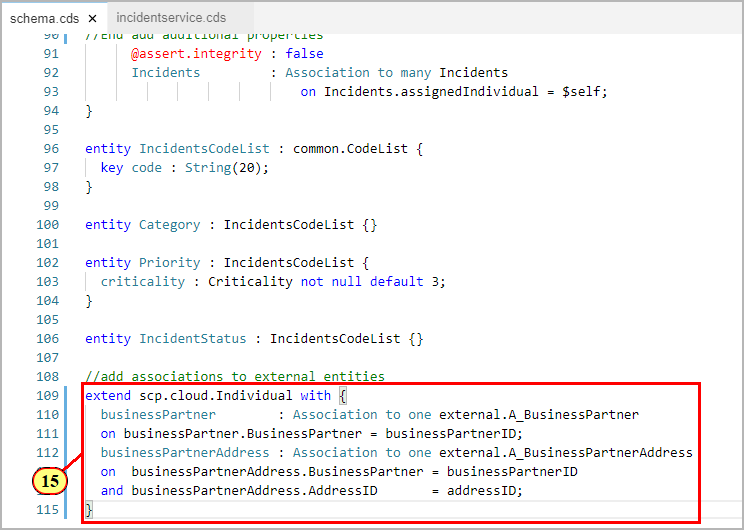 schema.cds ×
incidentservice.cds
90 //End add additional properties
91 @assert.integrity : false
92 Incidents : Association to many Incidents
93 on Incidents.assignedIndividual = $self;
94 }
95
96 entity IncidentsCodeList : common.CodeList {
97 key code : String(20);
98 }
99
100 entity Category : IncidentsCodeList {}
101
102 entity Priority : IncidentsCodeList {
103 criticality : Criticality not null default 3;
104 }
105
106 entity IncidentStatus : IncidentsCodeList {}
107
108 //add associations to external entities
109 extend scp.cloud.Individual with {
110 businessPartner : Association to one external.A_BusinessPartner
111 on businessPartner.BusinessPartner = businessPartnerID;
112 businessPartnerAddress : Association to one external.A_BusinessPartnerAddress
on businessPartnerAddress.BusinessPartner = businessPartnerID
and businessPartnerAddress.AddressID = addressID;
115 }
15